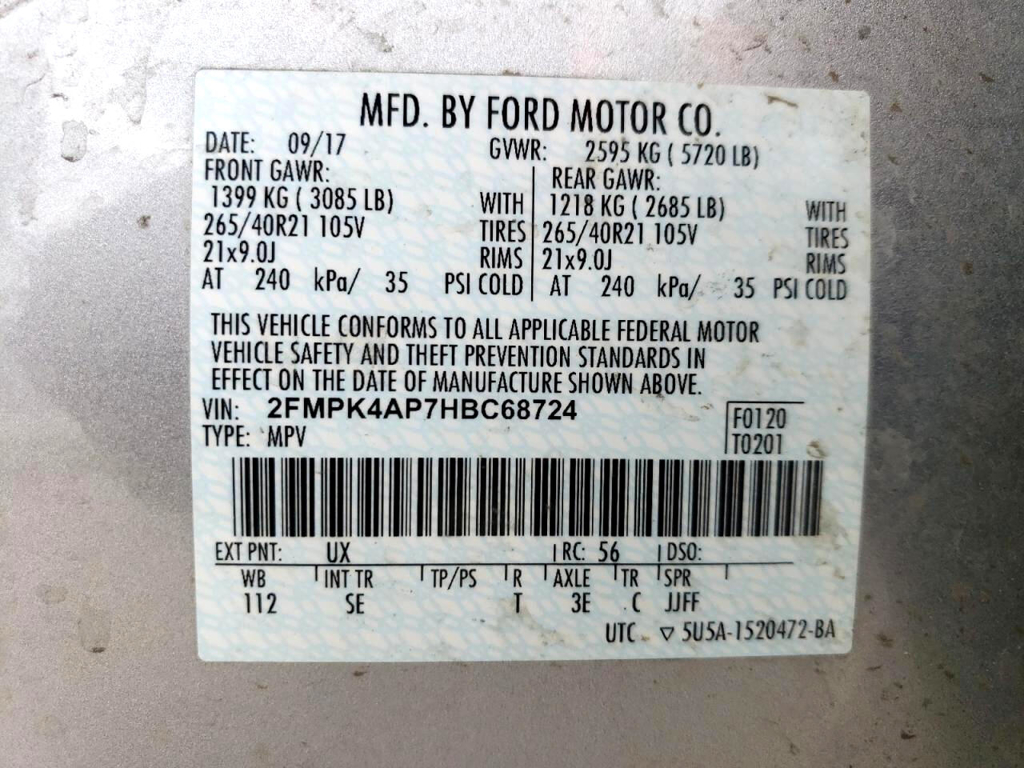 MFD. BY FORD MOTOR CO.
DATE: 09/17 GVWR: 2595 KG ( 5720 LB)
FRONT GAWR: REAR GAWR:
1399 KG ( 3085 LB) WITH 1218 KG ( 2685 LB) WITH
265/40R21 105V TIRES 265/40R21 105V TIRES
21x9.0J RIMS 21x9.0J RIMS
AT 240 kPa/ 35 PSI COLD AT 240 kPa/ 35 PSI COLD
THIS VEHICLE CONFORMS TO ALL APPLICABLE FEDERAL MOTOR
VEHICLE SAFETY AND THEFT PREVENTION STANDARDS IN
EFFECT ON THE DATE OF MANUFACTURE SHOWN ABOVE.
VIN: 2FMPK4AP7HBC68724 F0120
TYPE: MPV T0201
EXT PNT: UX RC: 56 DSO:
WB INT TR TP/PS R AXLE TR SPR
112 SE T 3E C JJFF
UTC ▽ 5U5A-1520472-BA